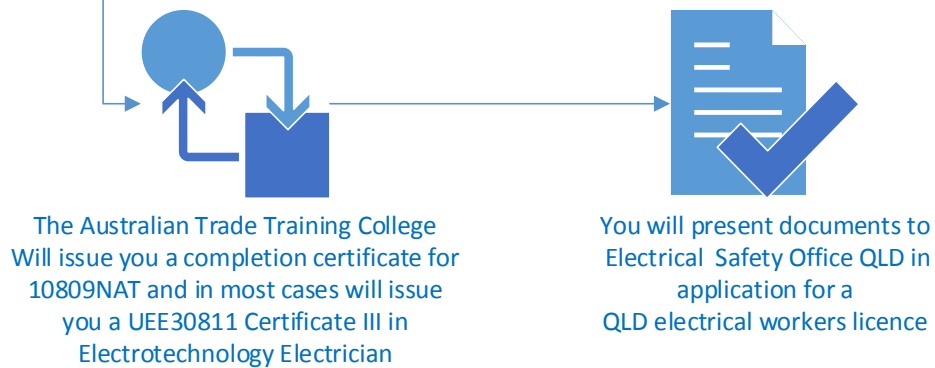 The Australian Trade Training College
Will issue you a completion certificate for
10809NAT and in most cases will issue
you a UEE30811 Certificate III in
Electrotechnology Electrician
You will present documents to
Electrical Safety Office QLD in
application for a
QLD electrical workers licence